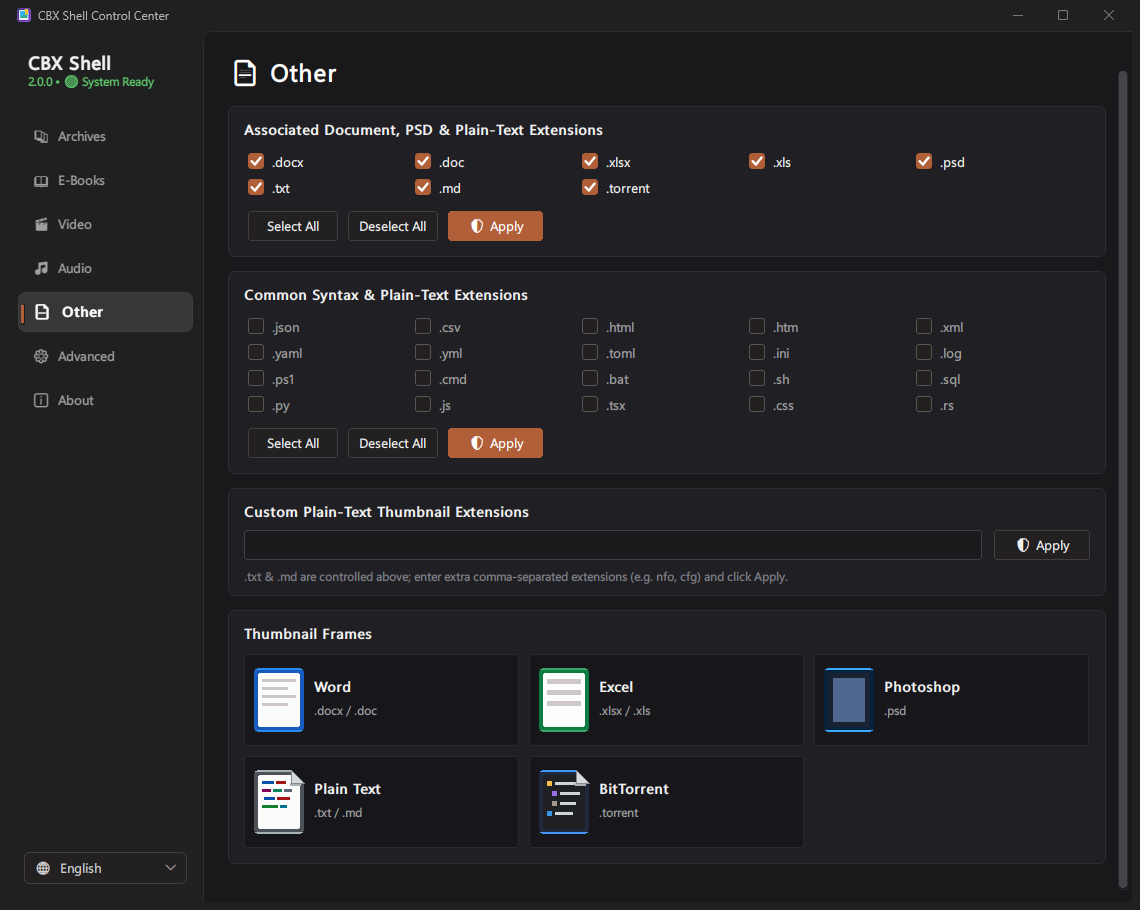 CBX Shell Control Center
CBX Shell
2.0.0 • System Ready
Archives
E-Books
Video
Audio
Other
Advanced
About
English
Other
Associated Document, PSD & Plain-Text Extensions
.docx .doc .xlsx .xls .psd
.txt .md .torrent
Select All Deselect All Apply
Common Syntax & Plain-Text Extensions
.json .csv .html .htm .xml
.yaml .yml .toml .ini .log
.ps1 .cmd .bat .sh .sql
.py .js .tsx .css .rs
Select All Deselect All Apply
Custom Plain-Text Thumbnail Extensions
Apply
.txt & .md are controlled above; enter extra comma-separated extensions (e.g. nfo, cfg) and click Apply.
Thumbnail Frames
Word
.docx / .doc
Excel
.xlsx / .xls
Photoshop
.psd
Plain Text
.txt / .md
BitTorrent
.torrent